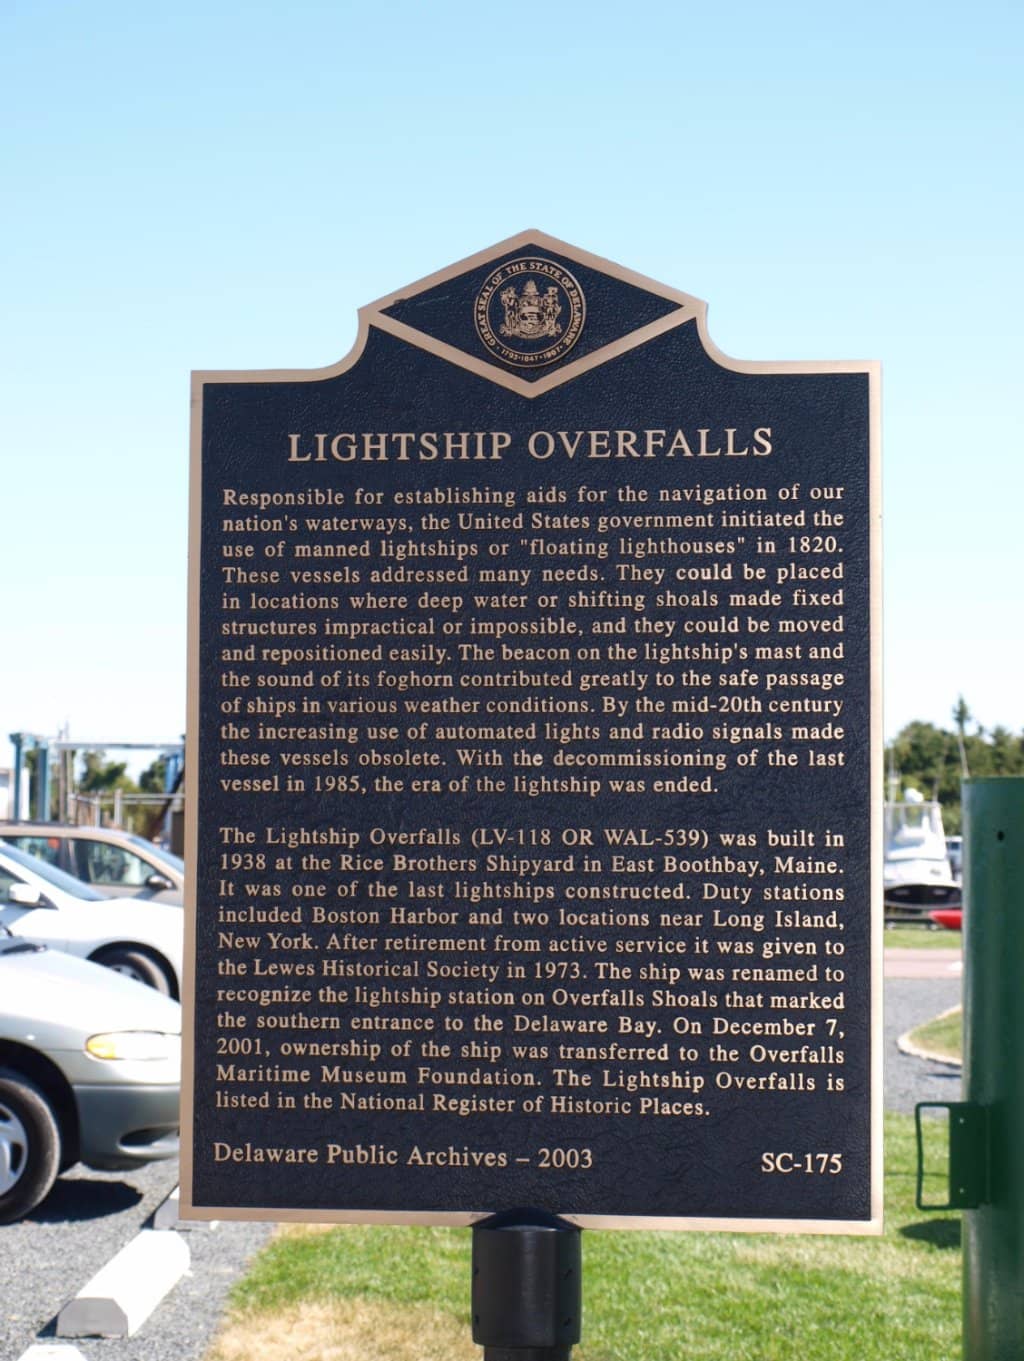 GREAT SEAL OF THE STATE OF DELAWARE
1793·1847·1907
LIGHTSHIP OVERFALLS
Responsible for establishing aids for the navigation of our
nation's waterways, the United States government initiated the
use of manned lightships or "floating lighthouses" in 1820.
These vessels addressed many needs. They could be placed
in locations where deep water or shifting shoals made fixed
structures impractical or impossible, and they could be moved
and repositioned easily. The beacon on the lightship's mast and
the sound of its foghorn contributed greatly to the safe passage
of ships in various weather conditions. By the mid-20th century
the increasing use of automated lights and radio signals made
these vessels obsolete. With the decommissioning of the last
vessel in 1985, the era of the lightship was ended.
The Lightship Overfalls (LV-118 OR WAL-539) was built in
1938 at the Rice Brothers Shipyard in East Boothbay, Maine.
It was one of the last lightships constructed. Duty stations
included Boston Harbor and two locations near Long Island,
New York. After retirement from active service it was given to
the Lewes Historical Society in 1973. The ship was renamed to
recognize the lightship station on Overfalls Shoals that marked
the southern entrance to the Delaware Bay. On December 7,
2001, ownership of the ship was transferred to the Overfalls
Maritime Museum Foundation. The Lightship Overfalls is
listed in the National Register of Historic Places.
Delaware Public Archives – 2003 SC-175